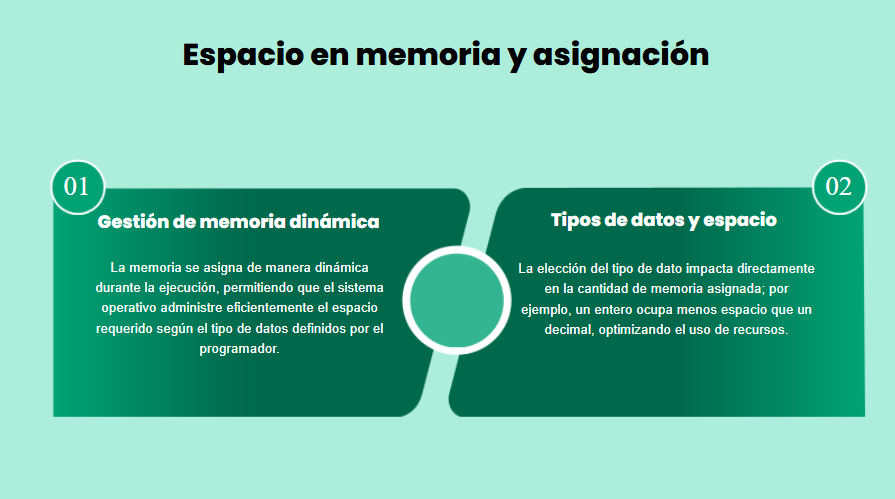 Espacio en memoria y asignación
01
Gestión de memoria dinámica
La memoria se asigna de manera dinámica
durante la ejecución, permitiendo que el sistema
operativo administre eficientemente el espacio
requerido según el tipo de datos definidos por el
programador.
02
Tipos de datos y espacio
La elección del tipo de dato impacta directamente
en la cantidad de memoria asignada; por
ejemplo, un entero ocupa menos espacio que un
decimal, optimizando el uso de recursos.